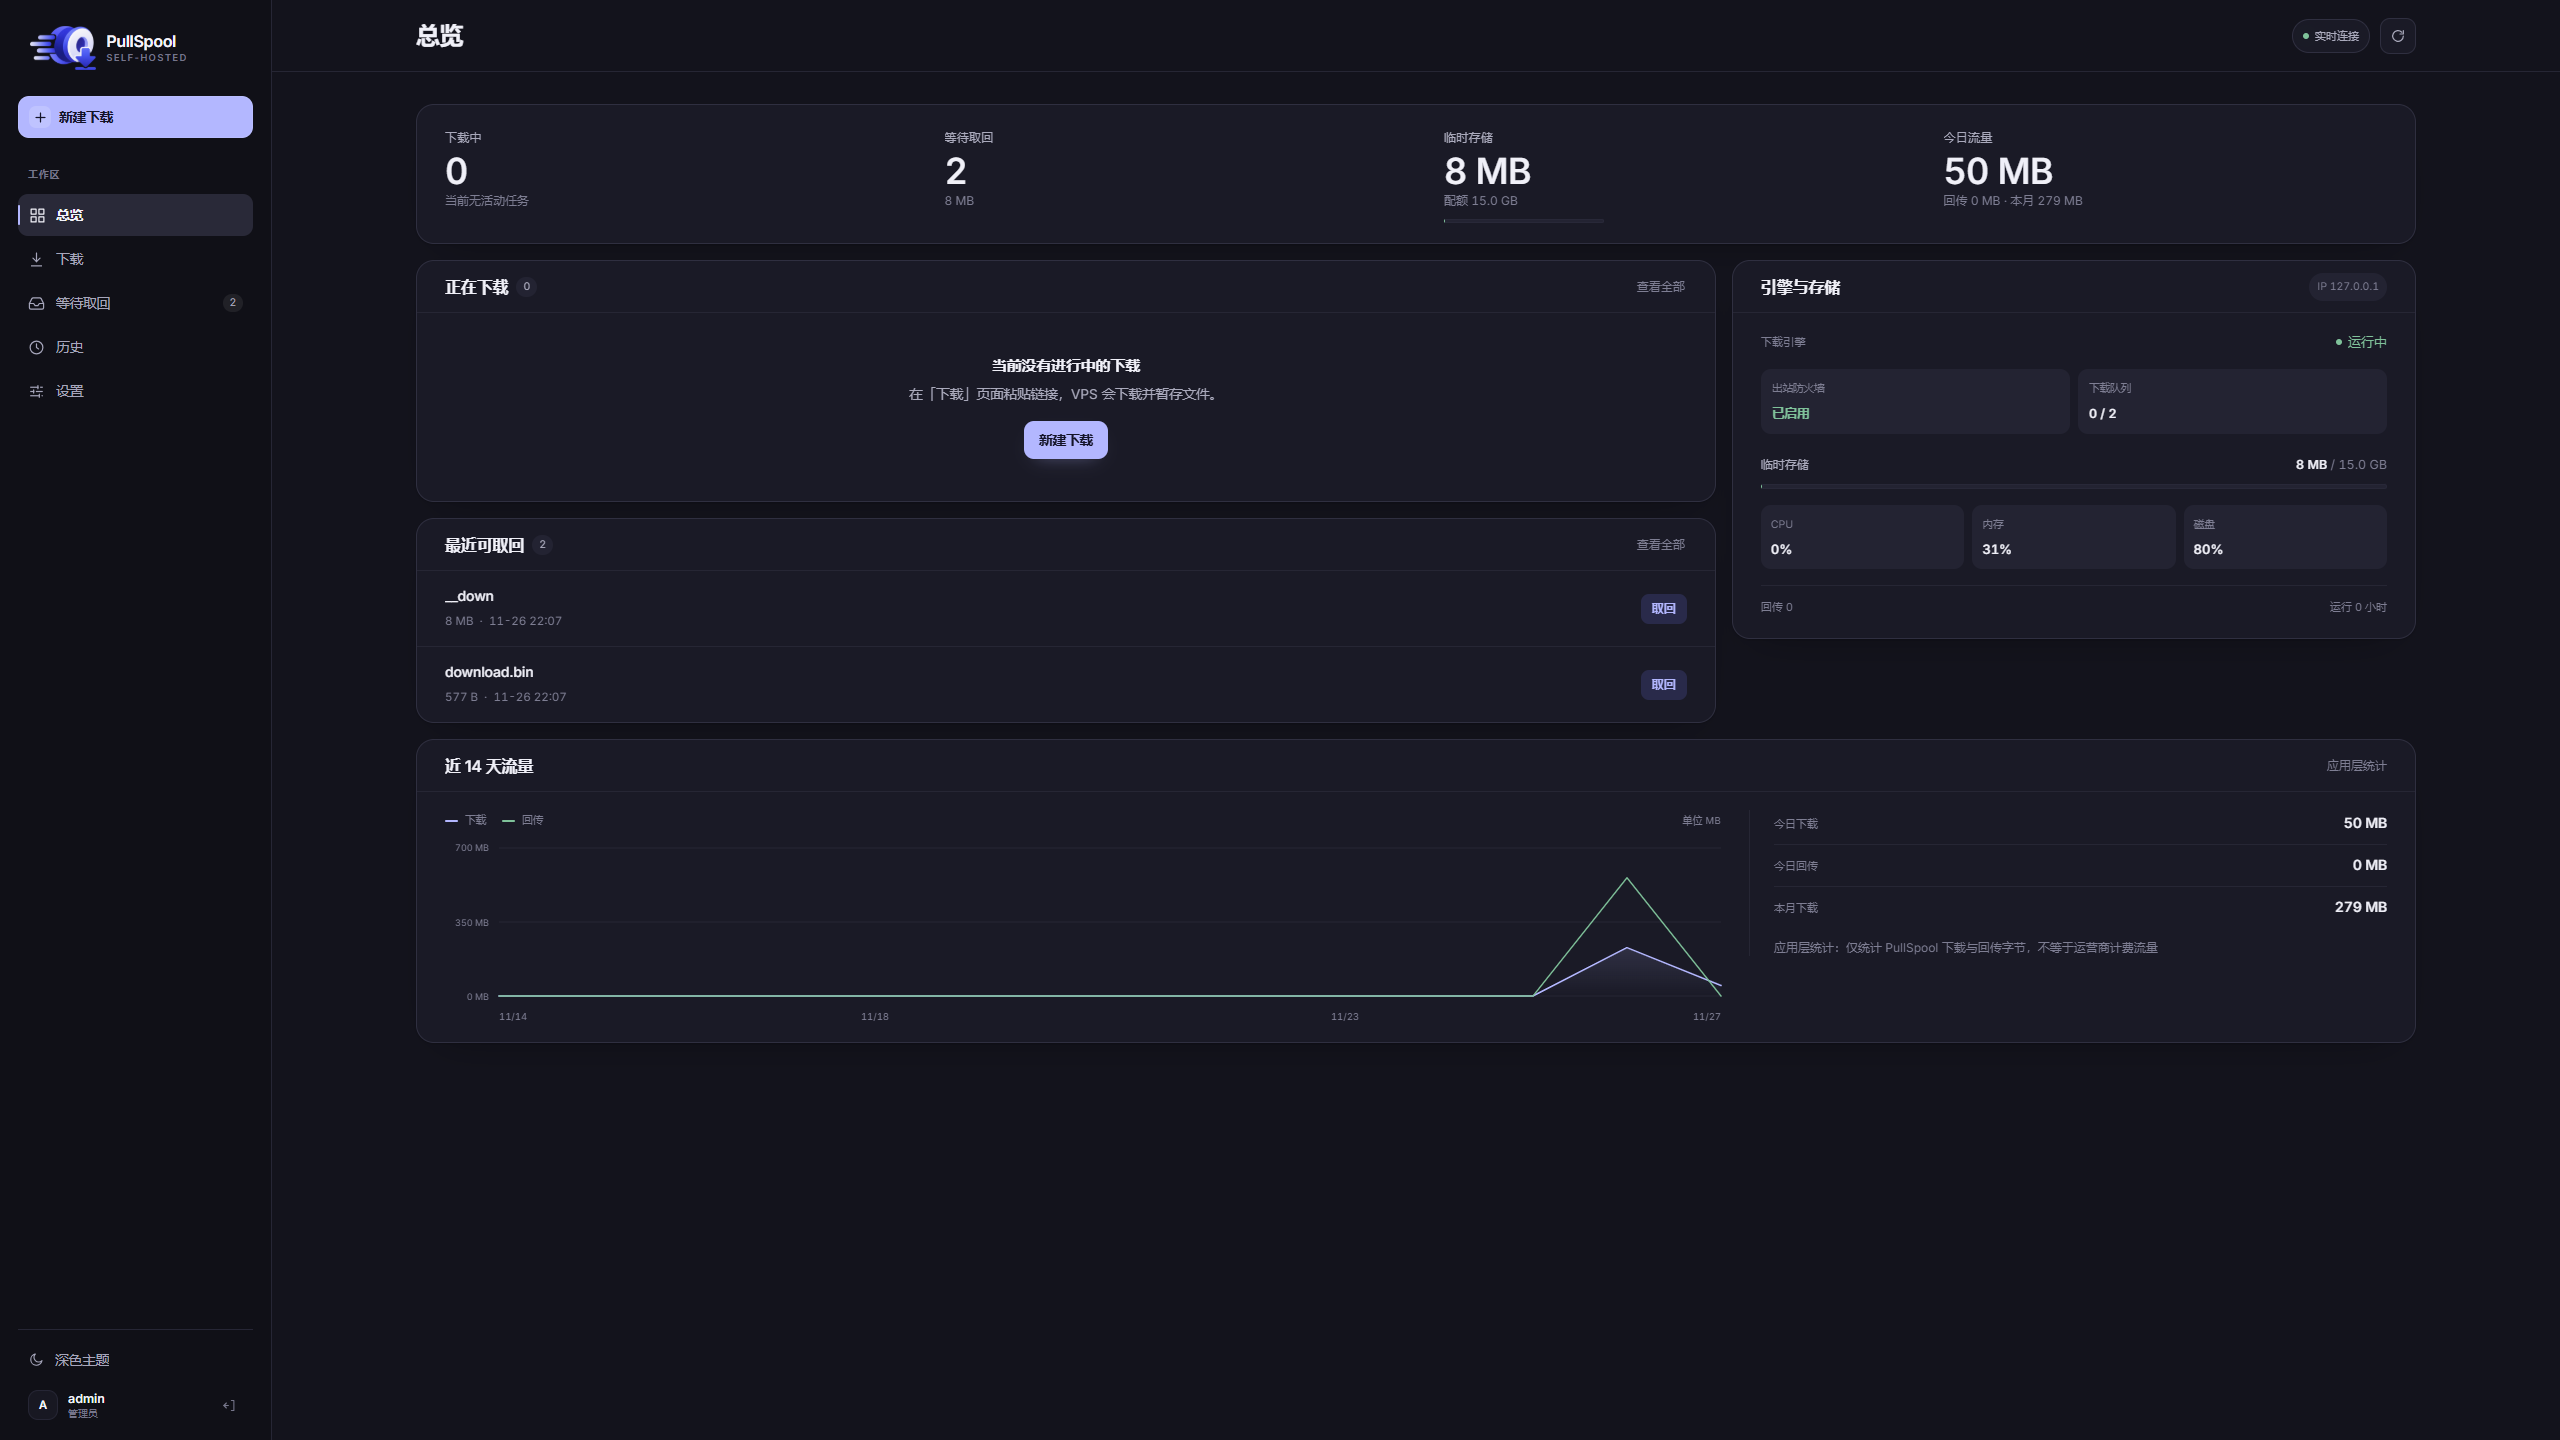 PullSpool
SELF-HOSTED
新建下载
工作区
总览
下载
等待取回 2
历史
设置
深色主题
A
admin
管理员
总览
实时连接
下载中
0
当前无活动任务
等待取回
2
8 MB
临时存储
8 MB
配额 15.0 GB
今日流量
50 MB
回传 0 MB · 本月 279 MB
正在下载 0
查看全部
当前没有进行中的下载
在「下载」页面粘贴链接，VPS 会下载并暂存文件。
新建下载
引擎与存储
IP 127.0.0.1
下载引擎
运行中
出站防火墙
已启用
下载队列
0 / 2
临时存储
8 MB / 15.0 GB
CPU
0%
内存
31%
磁盘
80%
回传 0
运行 0 小时
最近可取回 2
查看全部
__down
8 MB · 11-26 22:07
取回
download.bin
577 B · 11-26 22:07
取回
近 14 天流量
应用层统计
下载
回传
单位 MB
700 MB
350 MB
0 MB
11/14
11/18
11/23
11/27
今日下载
50 MB
今日回传
0 MB
本月下载
279 MB
应用层统计：仅统计 PullSpool 下载与回传字节，不等于运营商计费流量